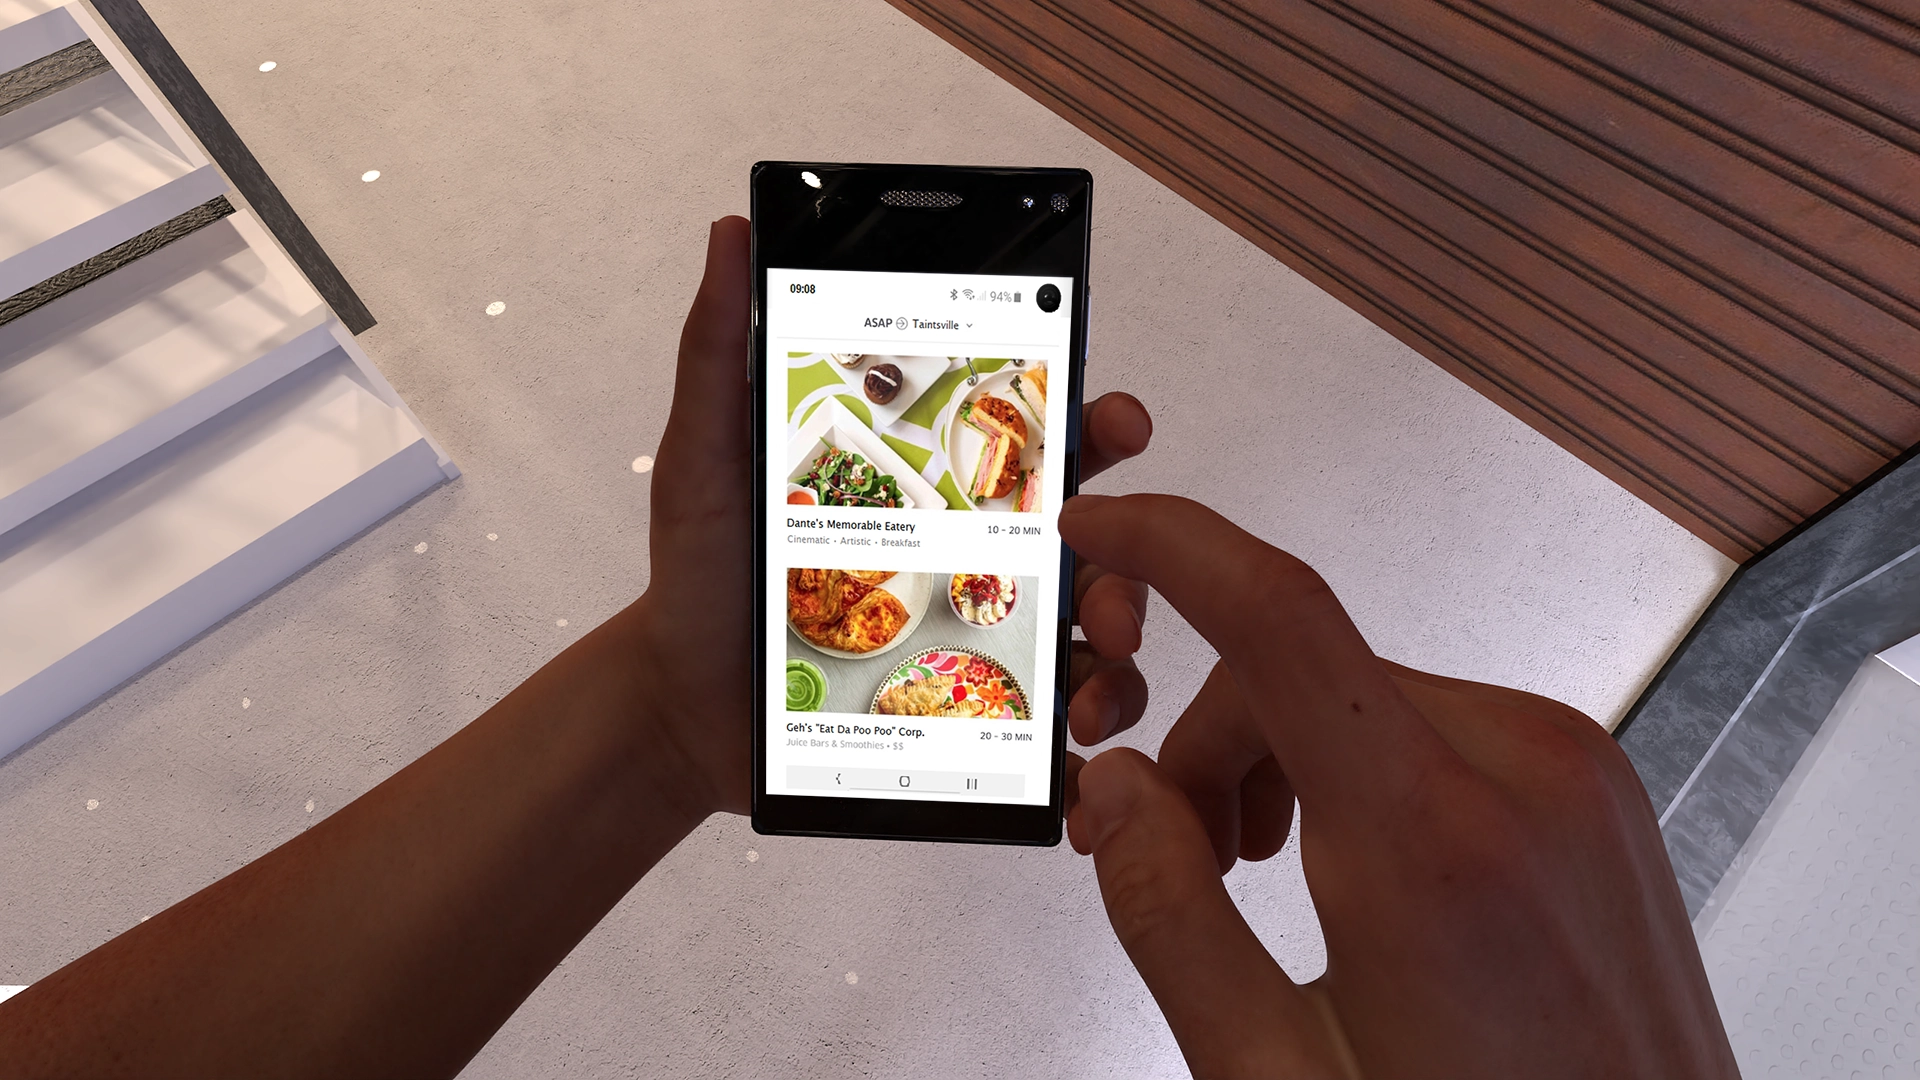 09:08
94%
ASAP Taintsville
Dante's Memorable Eatery
10 - 20 MIN
Cinematic • Artistic • Breakfast
Geh's "Eat Da Poo Poo" Corp.
20 - 30 MIN
Juice Bars & Smoothies • $$